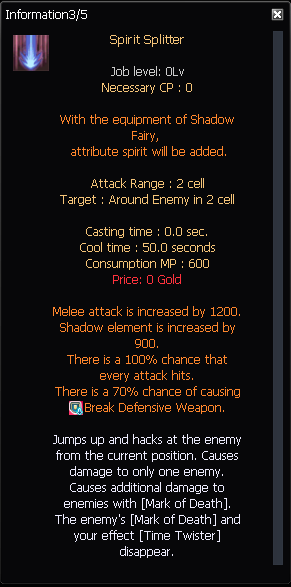 Information3/5
Spirit Splitter
Job level: 0Lv
Necessary CP : 0
With the equipment of Shadow
Fairy,
attribute spirit will be added.
Attack Range : 2 cell
Target : Around Enemy in 2 cell
Casting time : 0.0 sec.
Cool time : 50.0 seconds
Consumption MP : 600
Price: 0 Gold
Melee attack is increased by 1200.
Shadow element is increased by
900.
There is a 100% chance that
every attack hits.
There is a 70% chance of causing
Break Defensive Weapon.
Jumps up and hacks at the enemy
from the current position. Causes
damage to only one enemy.
Causes additional damage to
enemies with [Mark of Death].
The enemy's [Mark of Death] and
your effect [Time Twister]
disappear.